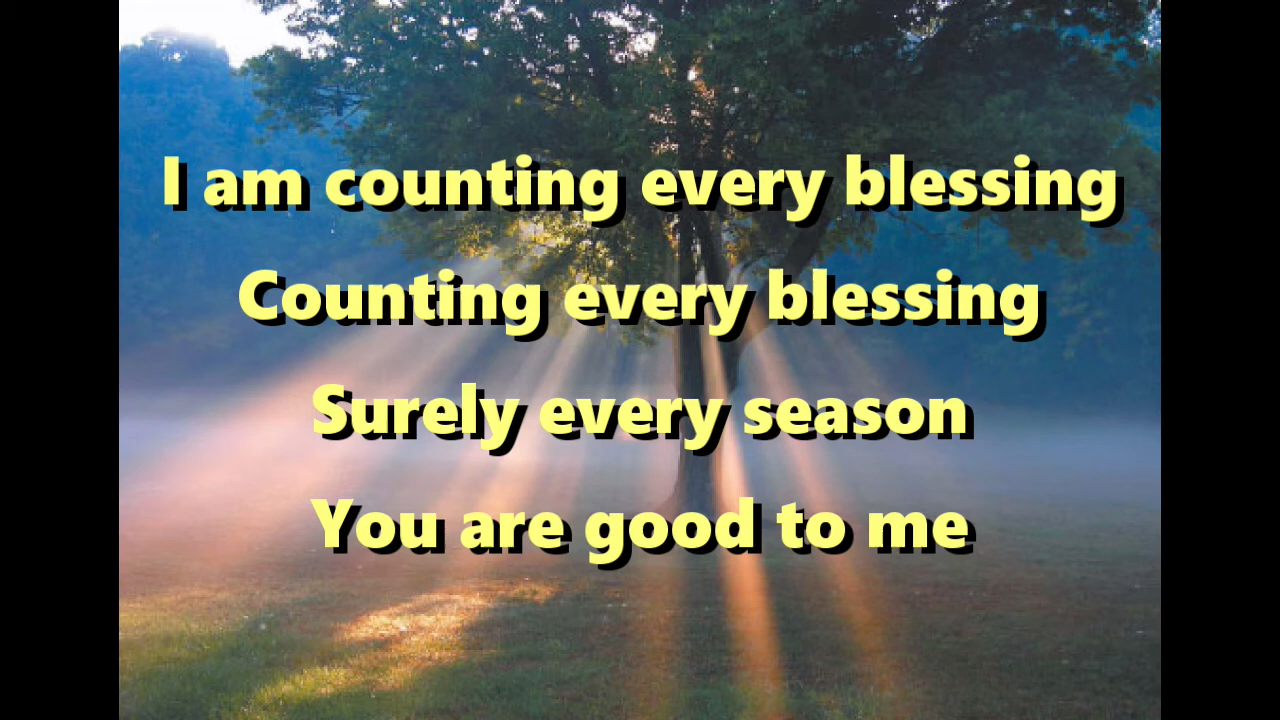 I am counting every blessing
Counting every blessing
Surely every season
You are good to me